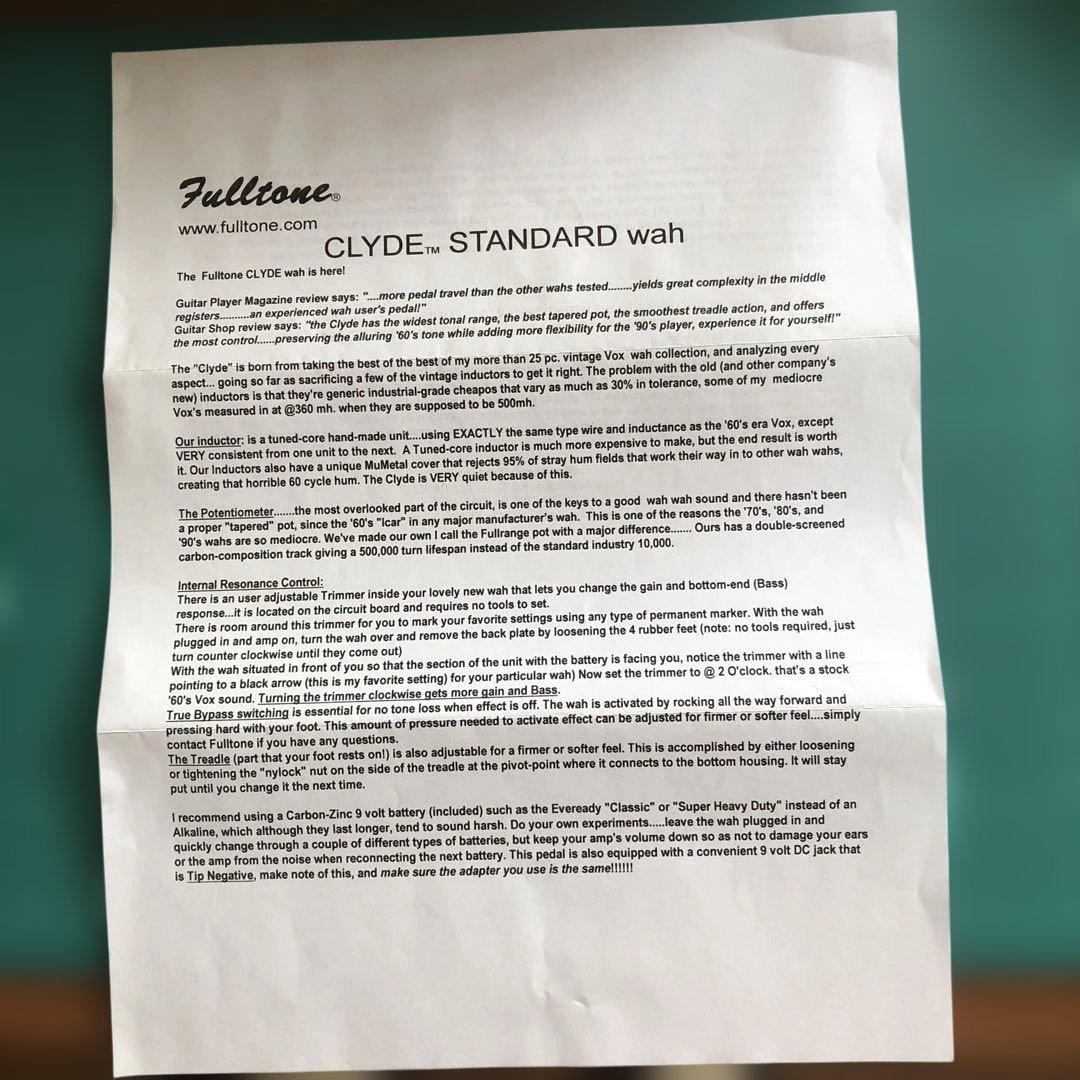 Fulltone®
www.fulltone.com
CLYDE™ STANDARD wah
The Fulltone CLYDE wah is here!
Guitar Player Magazine review says: "....more pedal travel than the other wahs tested........yields great complexity in the middle
registers..........an experienced wah user's pedal!"
Guitar Shop review says: "the Clyde has the widest tonal range, the best tapered pot, the smoothest treadle action, and offers
the most control......preserving the alluring '60's tone while adding more flexibility for the '90's player, experience it for yourself!"
The "Clyde" is born from taking the best of the best of my more than 25 pc. vintage Vox wah collection, and analyzing every
aspect... going so far as sacrificing a few of the vintage inductors to get it right. The problem with the old (and other company's
new) inductors is that they're generic industrial-grade cheapos that vary as much as 30% in tolerance, some of my mediocre
Vox's measured in at @360 mh. when they are supposed to be 500mh.
Our inductor: is a tuned-core hand-made unit....using EXACTLY the same type wire and inductance as the '60's era Vox, except
VERY consistent from one unit to the next. A Tuned-core inductor is much more expensive to make, but the end result is worth
it. Our Inductors also have a unique MuMetal cover that rejects 95% of stray hum fields that work their way in to other wah wahs,
creating that horrible 60 cycle hum. The Clyde is VERY quiet because of this.
The Potentiometer.......the most overlooked part of the circuit, is one of the keys to a good wah wah sound and there hasn't been
a proper "tapered" pot, since the '60's "Icar" in any major manufacturer's wah. This is one of the reasons the '70's, '80's, and
'90's wahs are so mediocre. We've made our own I call the Fullrange pot with a major difference....... Ours has a double-screened
carbon-composition track giving a 500,000 turn lifespan instead of the standard industry 10,000.
Internal Resonance Control:
There is an user adjustable Trimmer inside your lovely new wah that lets you change the gain and bottom-end (Bass)
response...it is located on the circuit board and requires no tools to set.
There is room around this trimmer for you to mark your favorite settings using any type of permanent marker. With the wah
plugged in and amp on, turn the wah over and remove the back plate by loosening the 4 rubber feet (note: no tools required, just
turn counter clockwise until they come out)
With the wah situated in front of you so that the section of the unit with the battery is facing you, notice the trimmer with a line
pointing to a black arrow (this is my favorite setting) for your particular wah) Now set the trimmer to @ 2 O'clock. that's a stock
'60's Vox sound. Turning the trimmer clockwise gets more gain and Bass.
True Bypass switching is essential for no tone loss when effect is off. The wah is activated by rocking all the way forward and
pressing hard with your foot. This amount of pressure needed to activate effect can be adjusted for firmer or softer feel....simply
contact Fulltone if you have any questions.
The Treadle (part that your foot rests on!) is also adjustable for a firmer or softer feel. This is accomplished by either loosening
or tightening the "nylock" nut on the side of the treadle at the pivot-point where it connects to the bottom housing. It will stay
put until you change it the next time.
I recommend using a Carbon-Zinc 9 volt battery (included) such as the Eveready "Classic" or "Super Heavy Duty" instead of an
Alkaline, which although they last longer, tend to sound harsh. Do your own experiments.....leave the wah plugged in and
quickly change through a couple of different types of batteries, but keep your amp's volume down so as not to damage your ears
or the amp from the noise when reconnecting the next battery. This pedal is also equipped with a convenient 9 volt DC jack that
is Tip Negative, make note of this, and make sure the adapter you use is the same!!!!!!